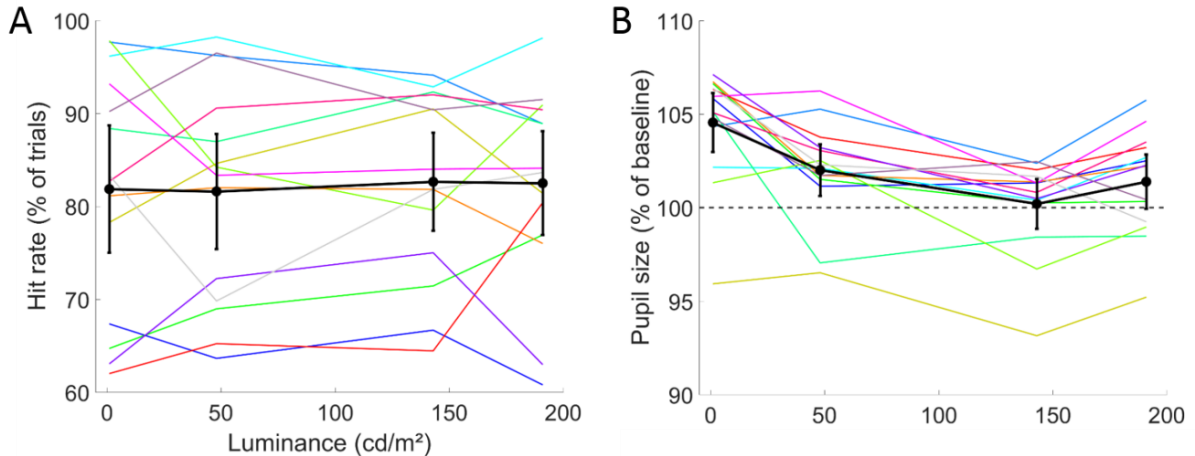 A
Hit rate (% of trials)
100
90
80
70
60
0 50 100 150 200
Luminance (cd/m²)
B
Pupil size (% of baseline)
110
105
100
95
90
0 50 100 150 200